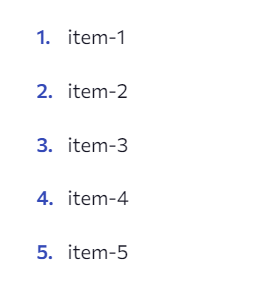 1. item-1
2. item-2
3. item-3
4. item-4
5. item-5